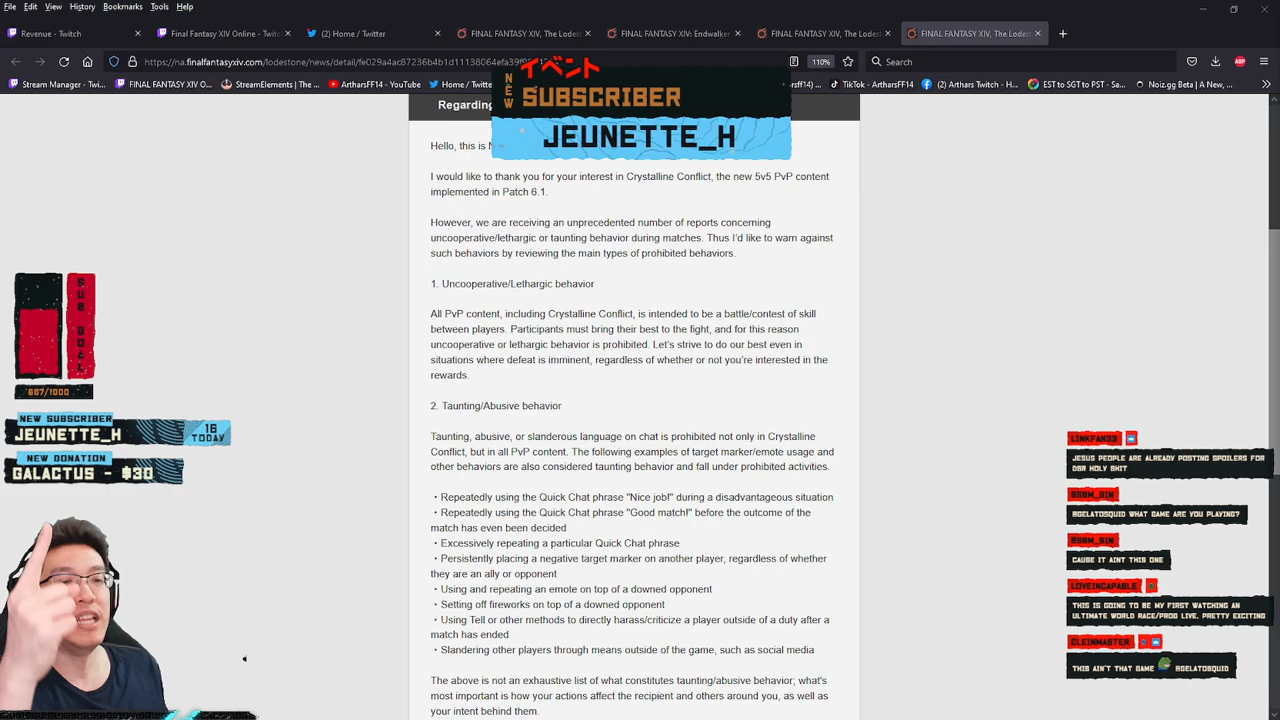 File Edit View History Bookmarks Tools Help
Revenue - Twitch
Final Fantasy XIV Online - Twitc
(2) Home / Twitter
FINAL FANTASY XIV, The Lodest
FINAL FANTASY XIV: Endwalker
FINAL FANTASY XIV, The Lodest
FINAL FANTASY XIV, The Lodest
https://na.finalfantasyxiv.com/lodestone/news/detail/fe029a4ac87236b4b1d11138064efa39f
110%
Search
Stream Manager - Twi...
FINAL FANTASY XIV O...
StreamElements | The ...
ArtharsFF14 - YouTube
Home / Twitter
TikTok - ArtharsFF14
Arthars Twitch - H...
EST to SGT to PST - Sa...
Noizz.gg Beta | A New...
イベント
NEW
SUBSCRIBER
JEUNETTE_H
Regarding
Hello, this is N
I would like to thank you for your interest in Crystalline Conflict, the new 5v5 PvP content
implemented in Patch 6.1.
However, we are receiving an unprecedented number of reports concerning
uncooperative/lethargic or taunting behavior during matches. Thus I'd like to warn against
such behaviors by reviewing the main types of prohibited behaviors.
1. Uncooperative/Lethargic behavior
All PvP content, including Crystalline Conflict, is intended to be a battle/contest of skill
between players. Participants must bring their best to the fight, and for this reason
uncooperative or lethargic behavior is prohibited. Let's strive to do our best even in
situations where defeat is imminent, regardless of whether or not you're interested in the
rewards.
2. Taunting/Abusive behavior
Taunting, abusive, or slanderous language on chat is prohibited not only in Crystalline
Conflict, but in all PvP content. The following examples of target marker/emote usage and
other behaviors are also considered taunting behavior and fall under prohibited activities.
・Repeatedly using the Quick Chat phrase "Nice job!" during a disadvantageous situation
・Repeatedly using the Quick Chat phrase "Good match!" before the outcome of the
match has even been decided
・Excessively repeating a particular Quick Chat phrase
・Persistently placing a negative target marker on another player, regardless of whether
they are an ally or opponent
・Using and repeating an emote on top of a downed opponent
・Setting off fireworks on top of a downed opponent
・Using Tell or other methods to directly harass/criticize a player outside of a duty after a
match has ended
・Slandering other players through means outside of the game, such as social media
The above is not an exhaustive list of what constitutes taunting/abusive behavior; what's
most important is how your actions affect the recipient and others around you, as well as
your intent behind them.
SUB GOAL
887/1000
NEW SUBSCRIBER
JEUNETTE_H
16
TODAY
NEW DONATION
GALACTUS - $30
LINKFAN33
JESUS PEOPLE ARE ALREADY POSTING SPOILERS FOR
DSR HOLY SHIT
@GELATOSQUID WHAT GAME ARE YOU PLAYING?
CAUSE IT AINT THIS ONE
LOVEINCAPABLE
THIS IS GOING TO BE MY FIRST WATCHING AN
ULTIMATE WORLD RACE/PROG LIVE. PRETTY EXCITING
CLEINMASTER
THIS AIN'T THAT GAME @GELATOSQUID